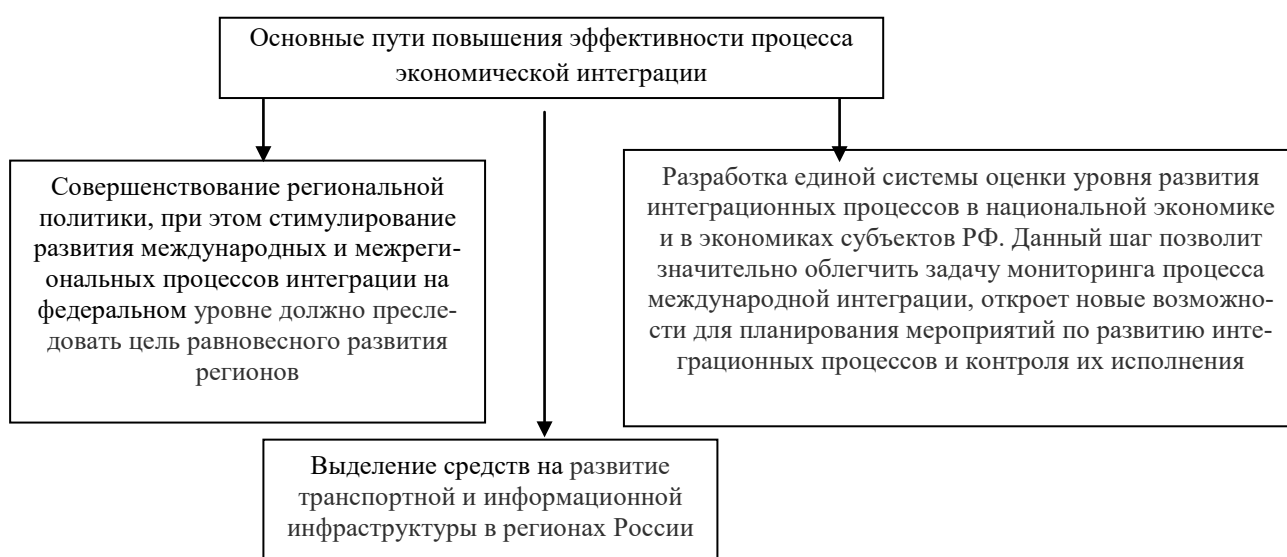 Основные пути повышения эффективности процесса
экономической интеграции
Совершенствование региональной
политики, при этом стимулирование
развития международных и межреги-
ональных процессов интеграции на
федеральном уровне должно пресле-
довать цель равновесного развития
регионов
Разработка единой системы оценки уровня развития
интеграционных процессов в национальной экономике
и в экономиках субъектов РФ. Данный шаг позволит
значительно облегчить задачу мониторинга процесса
международной интеграции, откроет новые возможно-
сти для планирования мероприятий по развитию инте-
грационных процессов и контроля их исполнения
Выделение средств на развитие
транспортной и информационной
инфраструктуры в регионах России